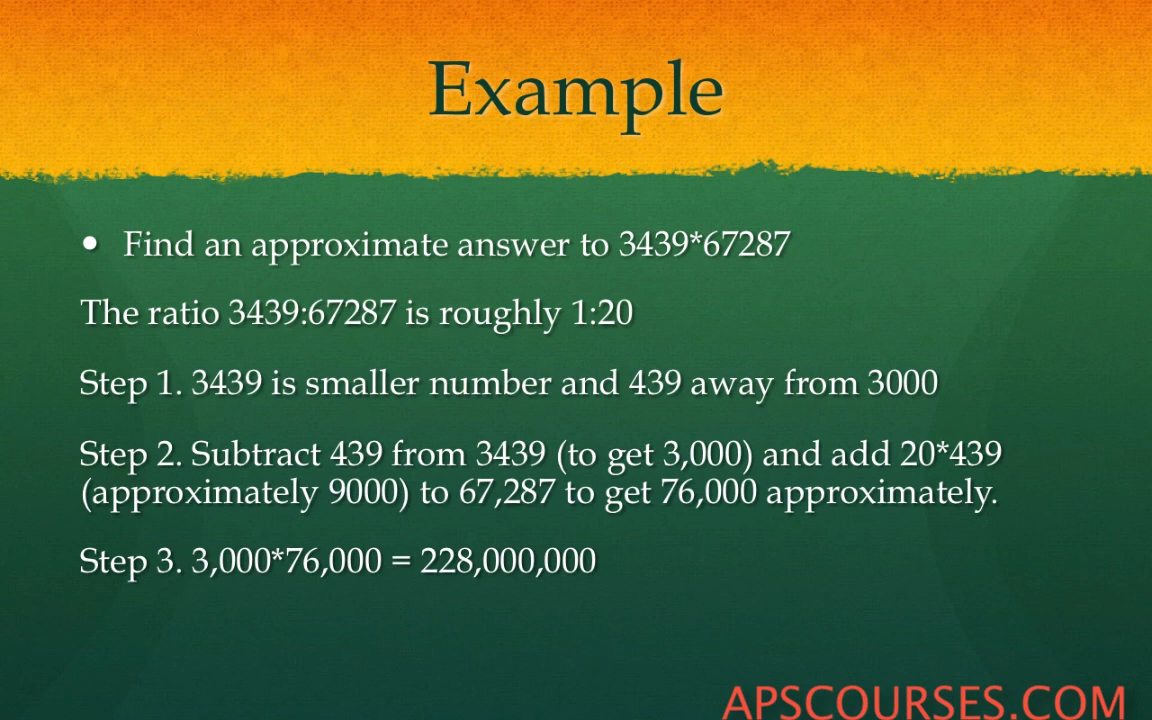 Example
• Find an approximate answer to 3439*67287
The ratio 3439:67287 is roughly 1:20
Step 1. 3439 is smaller number and 439 away from 3000
Step 2. Subtract 439 from 3439 (to get 3,000) and add 20*439
(approximately 9000) to 67,287 to get 76,000 approximately.
Step 3. 3,000*76,000 = 228,000,000
APSCOURSES.COM